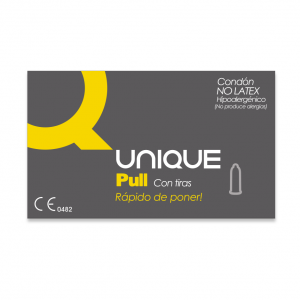 Condón
NO LATEX
Hipoalergénico
(No produce alergias)
UNIQUE
Pull Con tiras
Rápido de poner!
CE 0482